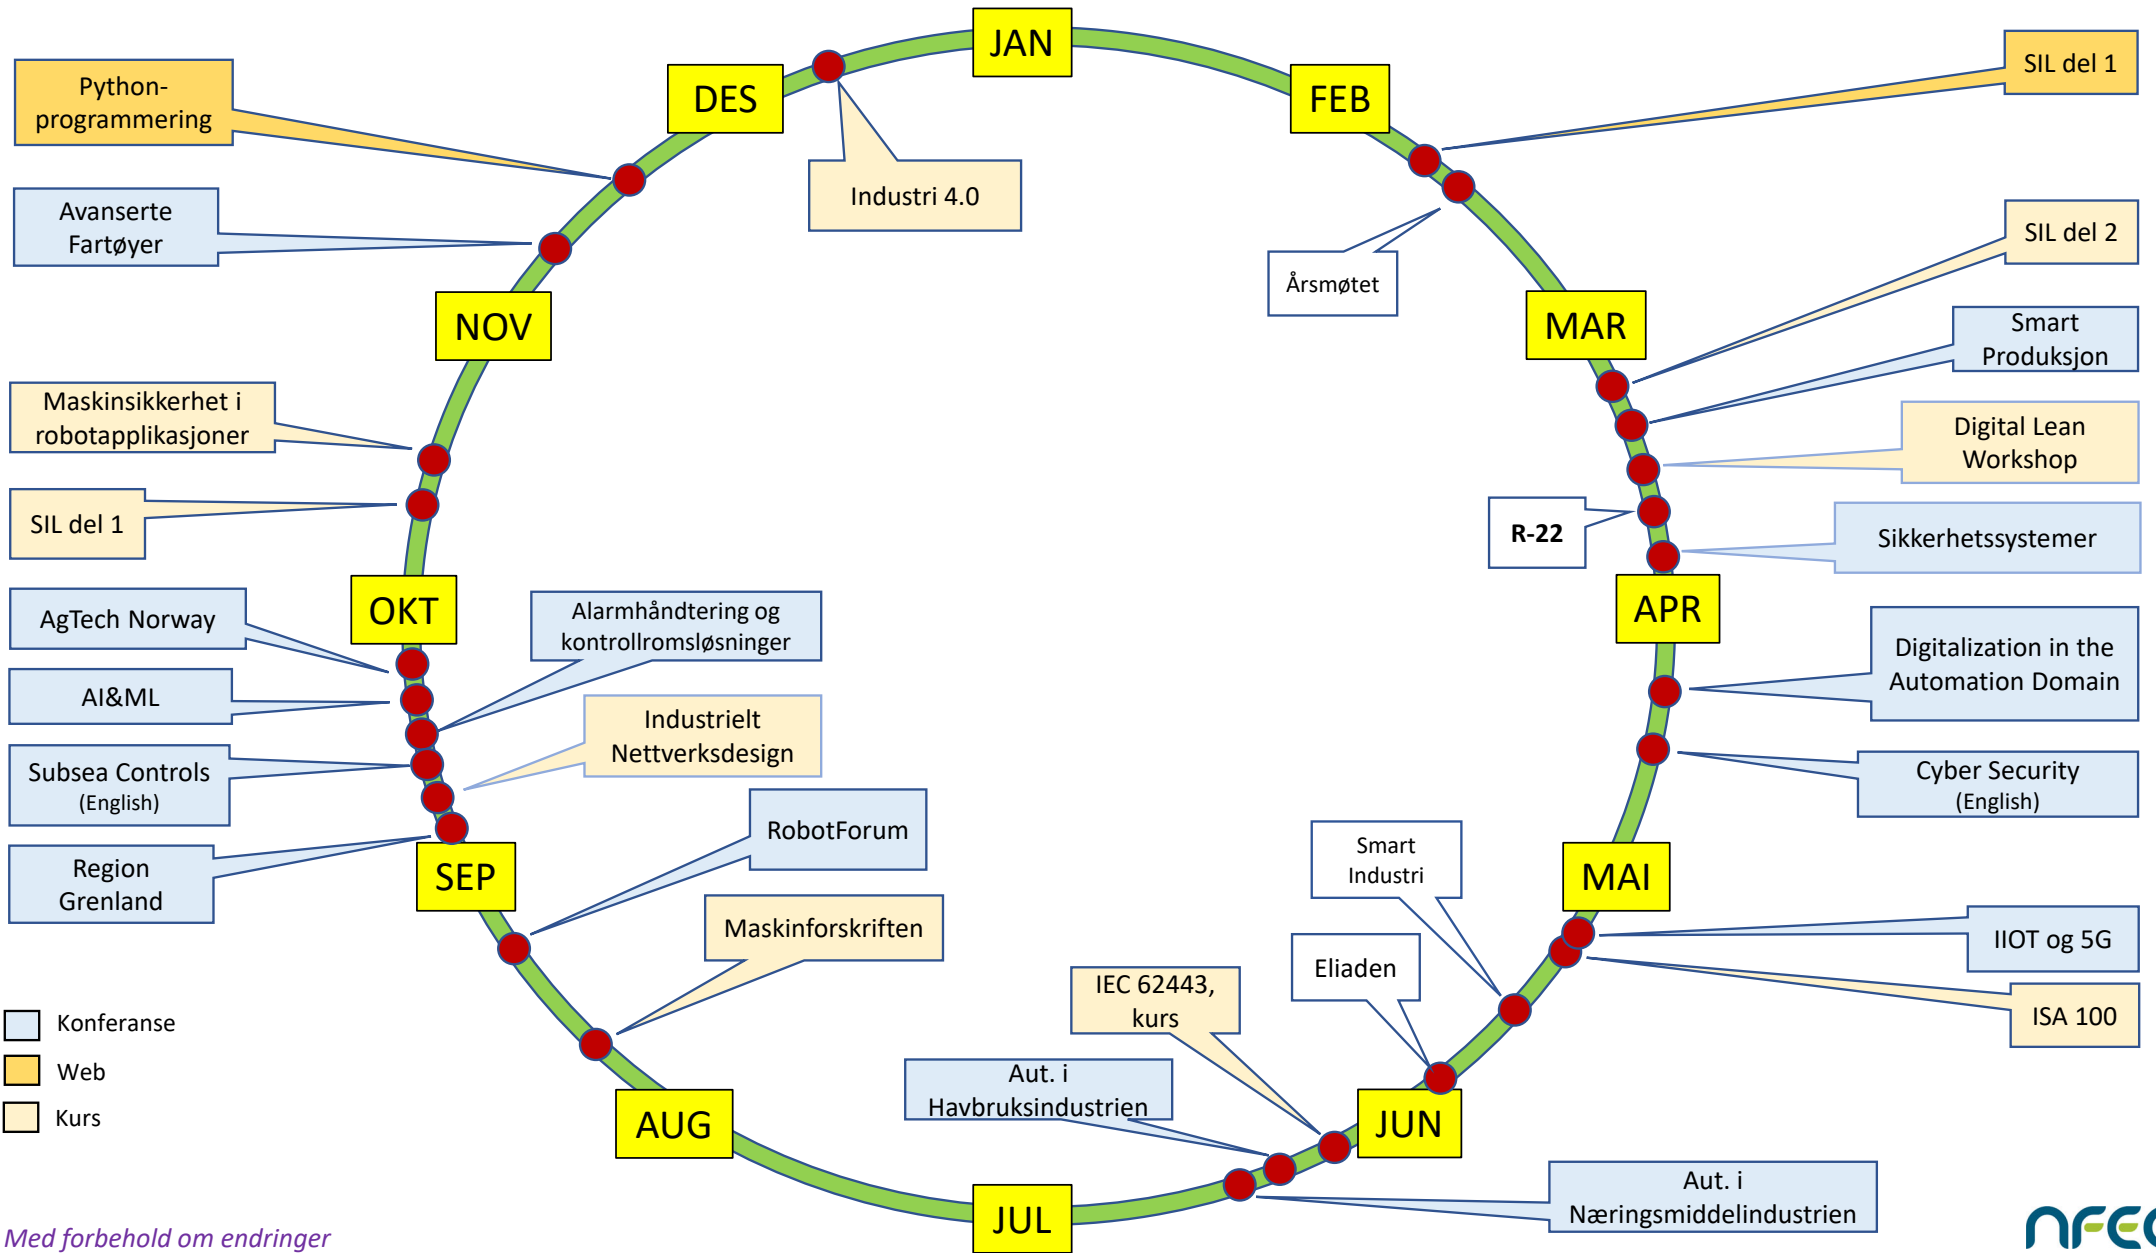 JAN
FEB
MAR
APR
MAI
JUN
JUL
AUG
SEP
OKT
NOV
DES
SIL del 1
Årsmøtet
SIL del 2
Smart
Produksjon
Digital Lean
Workshop
R-22
Sikkerhetssystemer
Digitalization in the
Automation Domain
Cyber Security
(English)
IIOT og 5G
ISA 100
Smart
Industri
Eliaden
IEC 62443,
kurs
Aut. i
Havbruksindustrien
Aut. i
Næringsmiddelindustrien
Maskinforskriften
RobotForum
Region
Grenland
Industrielt
Nettverksdesign
Subsea Controls
(English)
Alarmhåndtering og
kontrollromsløsninger
AI&ML
AgTech Norway
SIL del 1
Maskinsikkerhet i
robotapplikasjoner
Avanserte
Fartøyer
Python-
programmering
Industri 4.0
Konferanse
Web
Kurs
Med forbehold om endringer